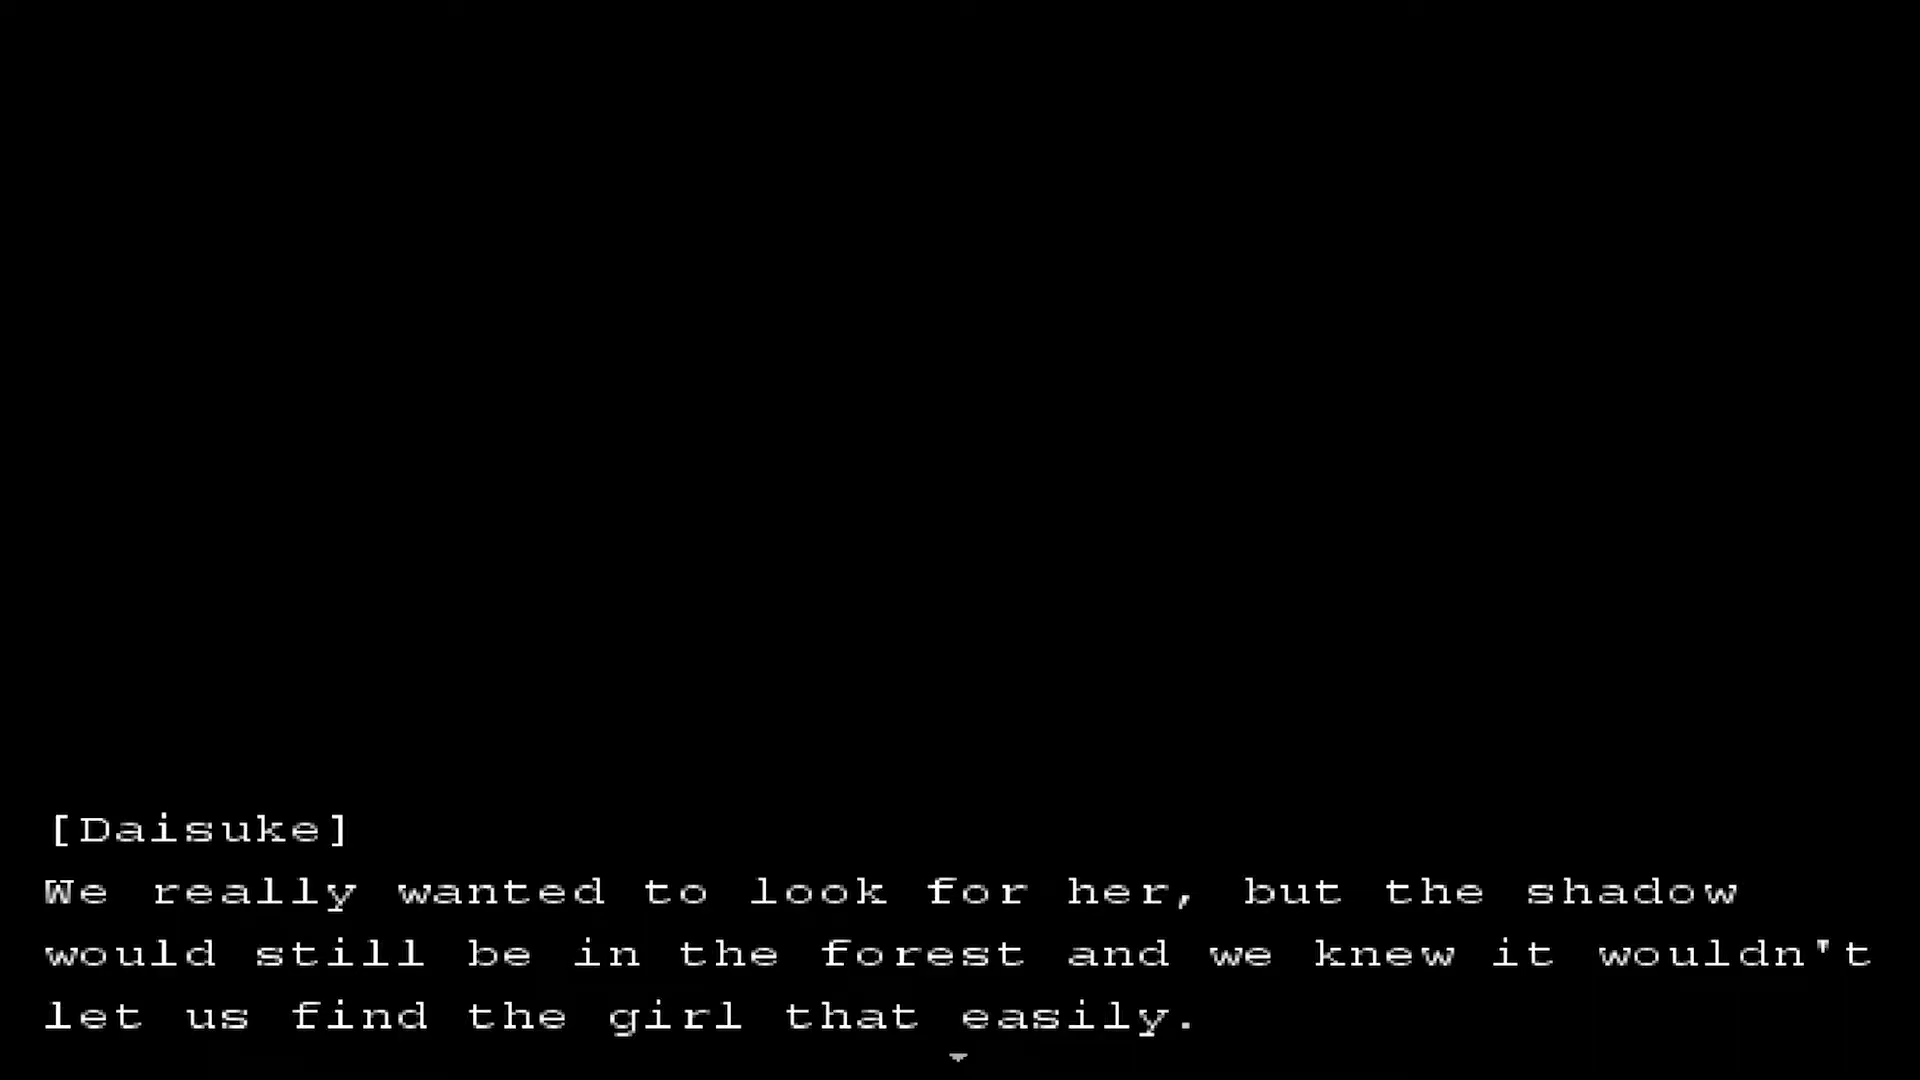 [Daisuke]
We really wanted to look for her, but the shadow
would still be in the forest and we knew it wouldn't
let us find the girl that easily.